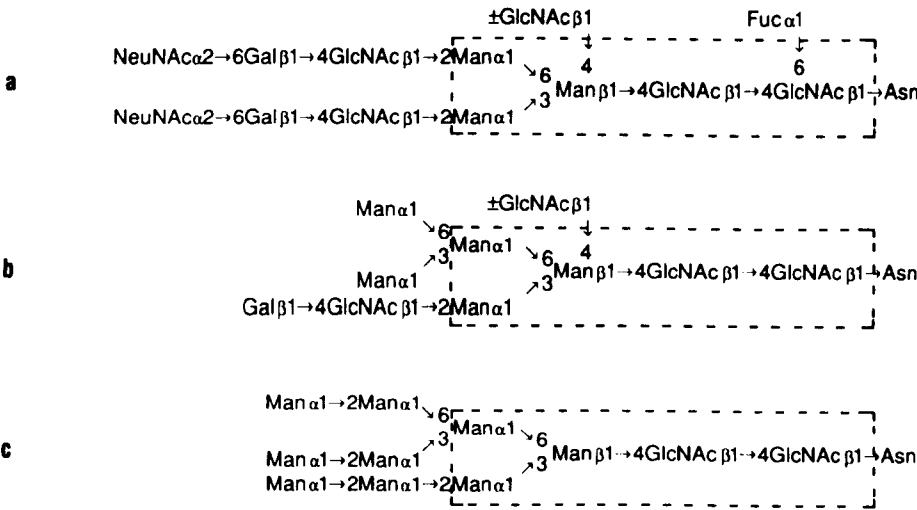 ±GlcNAcβ1 Fucα1
↓ ↓
NeuNAcα2→6Galβ1→4GlcNAcβ1→2Manα1 4 6
↘6
a Manβ1→4GlcNAcβ1→4GlcNAcβ1→Asn
↗3
NeuNAcα2→6Galβ1→4GlcNAcβ1→2Manα1
Manα1 ±GlcNAcβ1
↘6 ↓
Manα1 4
↗3 ↘6
b Manβ1→4GlcNAcβ1→4GlcNAcβ1→Asn
Manα1 ↗3
Galβ1→4GlcNAcβ1→2Manα1
Manα1→2Manα1
↘6
Manα1
↗3 ↘6
c Manβ1→4GlcNAcβ1→4GlcNAcβ1→Asn
Manα1→2Manα1 ↗3
Manα1→2Manα1→2Manα1